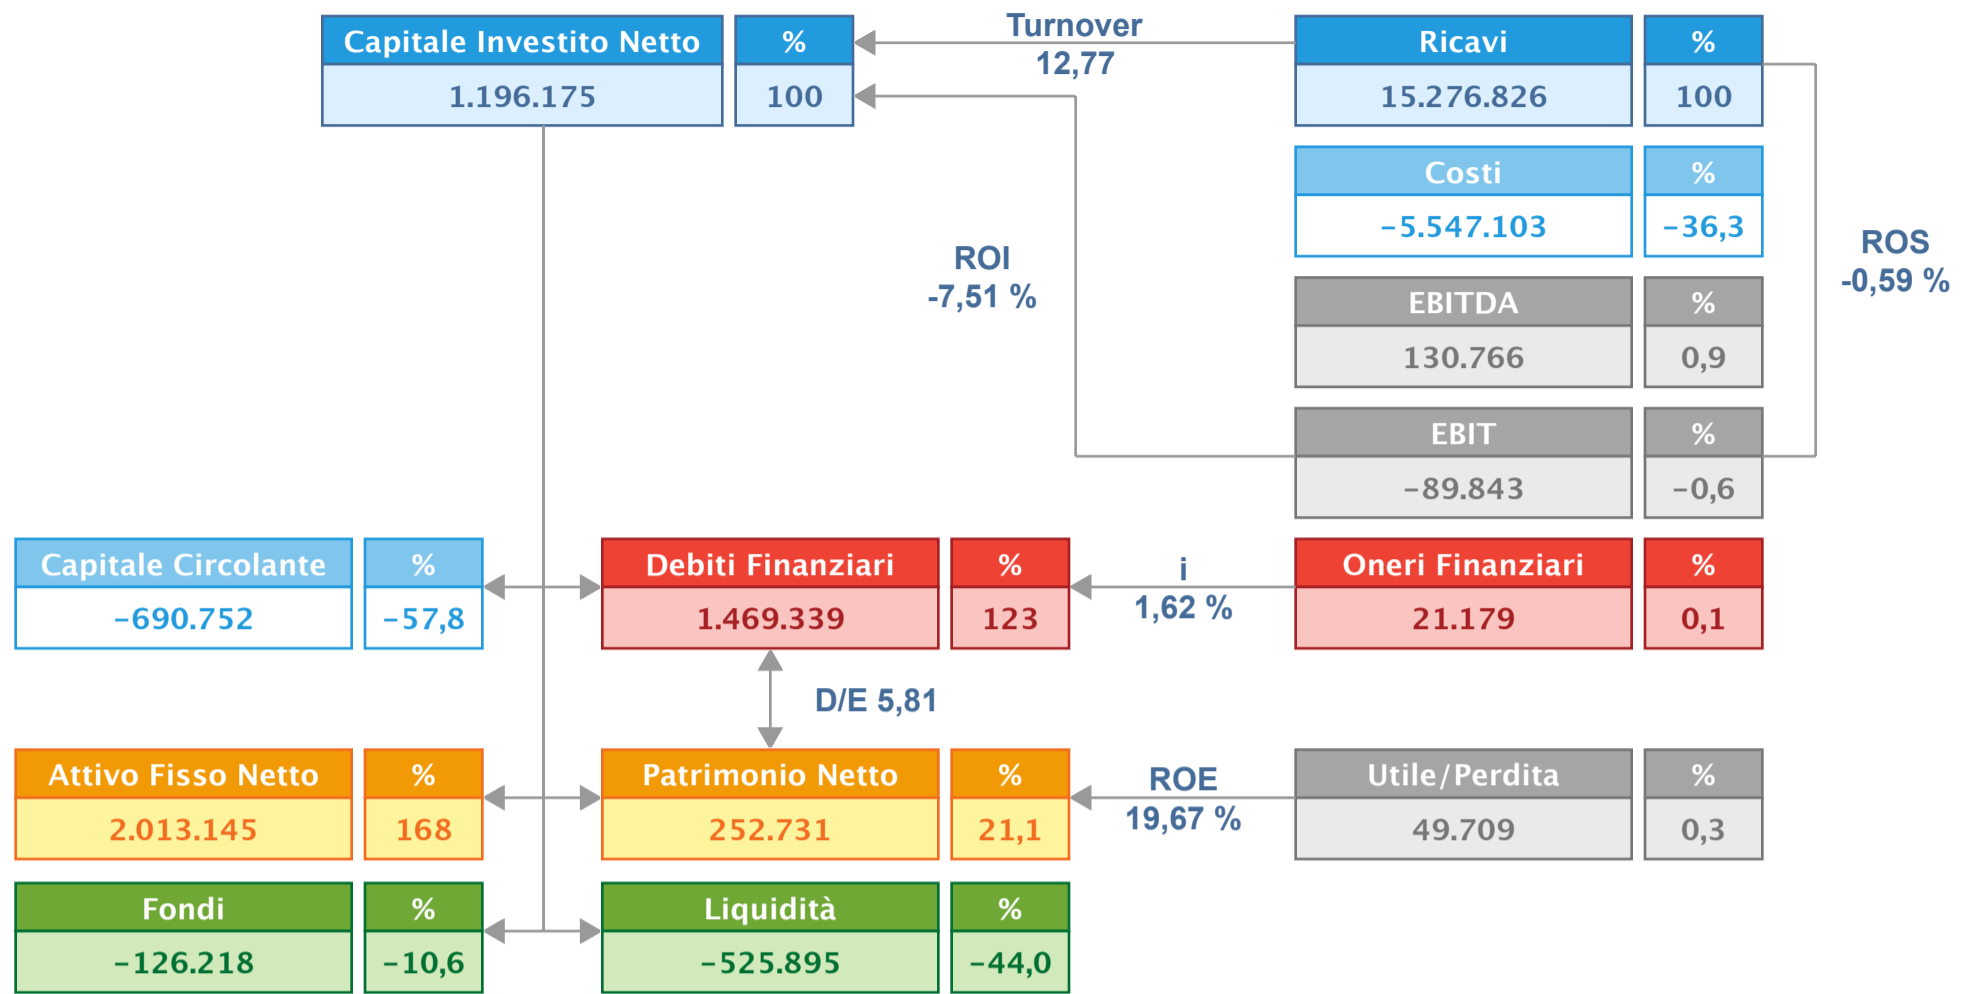 Capitale Investito Netto
%
1.196.175
100
Turnover
12,77
Ricavi
%
15.276.826
100
Costi
%
−5.547.103
−36,3
ROI
-7,51 %
ROS
-0,59 %
EBITDA
%
130.766
0,9
EBIT
%
−89.843
−0,6
Capitale Circolante
%
−690.752
−57,8
Debiti Finanziari
%
1.469.339
123
i
1,62 %
Oneri Finanziari
%
21.179
0,1
D/E 5,81
Attivo Fisso Netto
%
2.013.145
168
Patrimonio Netto
%
252.731
21,1
ROE
19,67 %
Utile/Perdita
%
49.709
0,3
Fondi
%
−126.218
−10,6
Liquidità
%
−525.895
−44,0